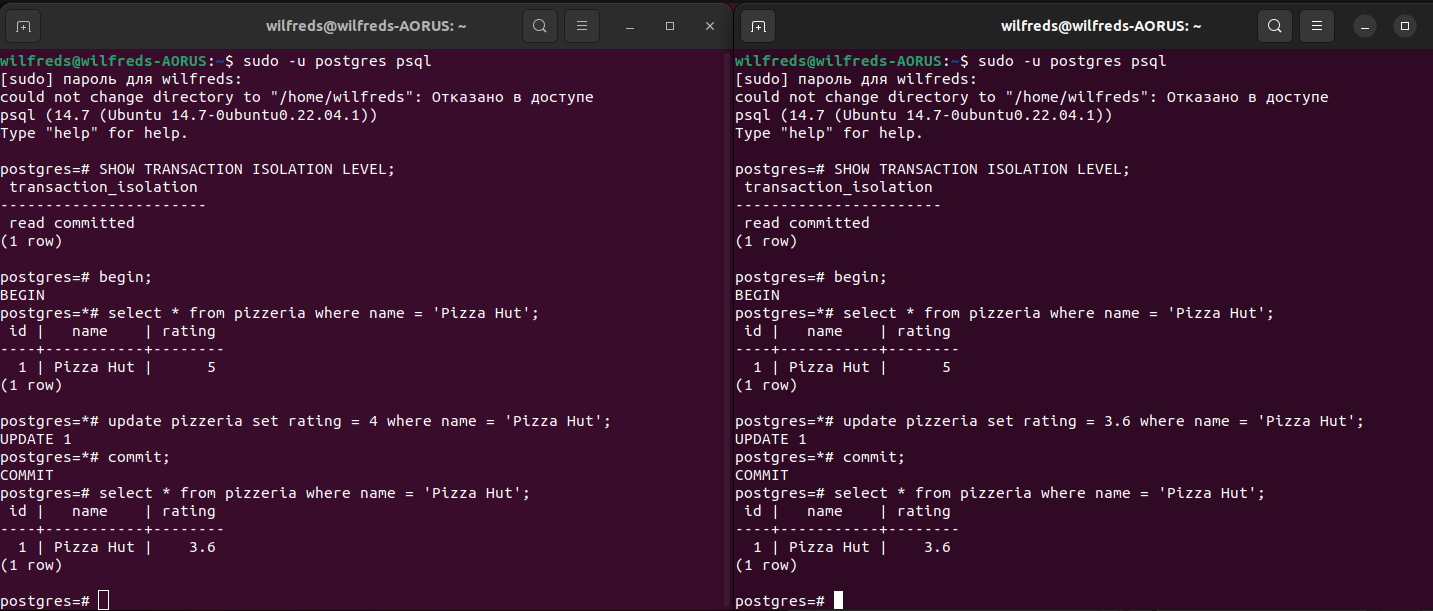 wilfreds@wilfreds-AORUS: ~
wilfreds@wilfreds-AORUS:~$ sudo -u postgres psql
[sudo] пароль для wilfreds:
could not change directory to "/home/wilfreds": Отказано в доступе
psql (14.7 (Ubuntu 14.7-0ubuntu0.22.04.1))
Type "help" for help.

postgres=# SHOW TRANSACTION ISOLATION LEVEL;
 transaction_isolation
-----------------------
 read committed
(1 row)

postgres=# begin;
BEGIN
postgres=*# select * from pizzeria where name = 'Pizza Hut';
 id |   name    | rating
----+-----------+--------
  1 | Pizza Hut |      5
(1 row)

postgres=*# update pizzeria set rating = 4 where name = 'Pizza Hut';
UPDATE 1
postgres=*# commit;
COMMIT
postgres=# select * from pizzeria where name = 'Pizza Hut';
 id |   name    | rating
----+-----------+--------
  1 | Pizza Hut |    3.6
(1 row)

postgres=#
wilfreds@wilfreds-AORUS: ~
wilfreds@wilfreds-AORUS:~$ sudo -u postgres psql
[sudo] пароль для wilfreds:
could not change directory to "/home/wilfreds": Отказано в доступе
psql (14.7 (Ubuntu 14.7-0ubuntu0.22.04.1))
Type "help" for help.

postgres=# SHOW TRANSACTION ISOLATION LEVEL;
 transaction_isolation
-----------------------
 read committed
(1 row)

postgres=# begin;
BEGIN
postgres=*# select * from pizzeria where name = 'Pizza Hut';
 id |   name    | rating
----+-----------+--------
  1 | Pizza Hut |      5
(1 row)

postgres=*# update pizzeria set rating = 3.6 where name = 'Pizza Hut';
UPDATE 1
postgres=*# commit;
COMMIT
postgres=# select * from pizzeria where name = 'Pizza Hut';
 id |   name    | rating
----+-----------+--------
  1 | Pizza Hut |    3.6
(1 row)

postgres=#